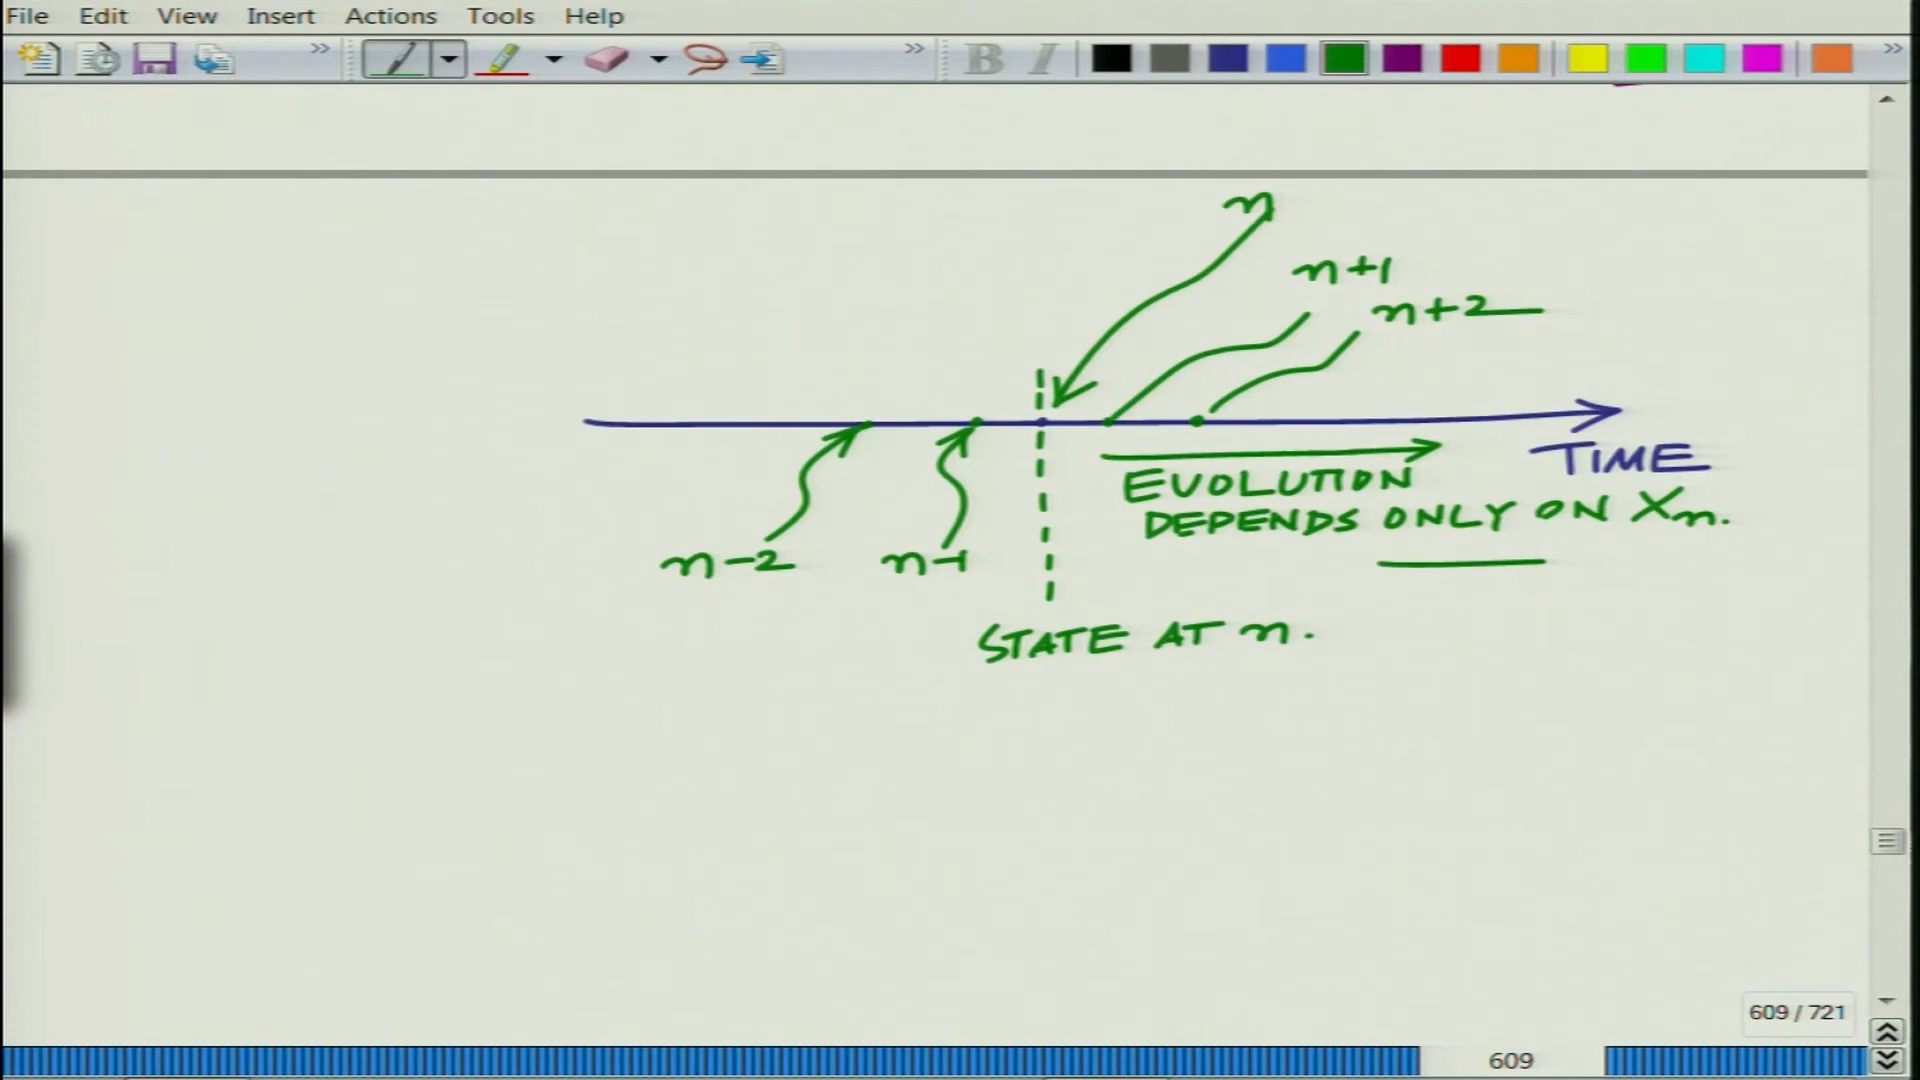 File Edit View Insert Actions Tools Help
B I
n
n+1
n+2
TIME
EVOLUTION
DEPENDS ONLY ON Xn.
n-2
n-1
STATE AT n.
609 / 721
609